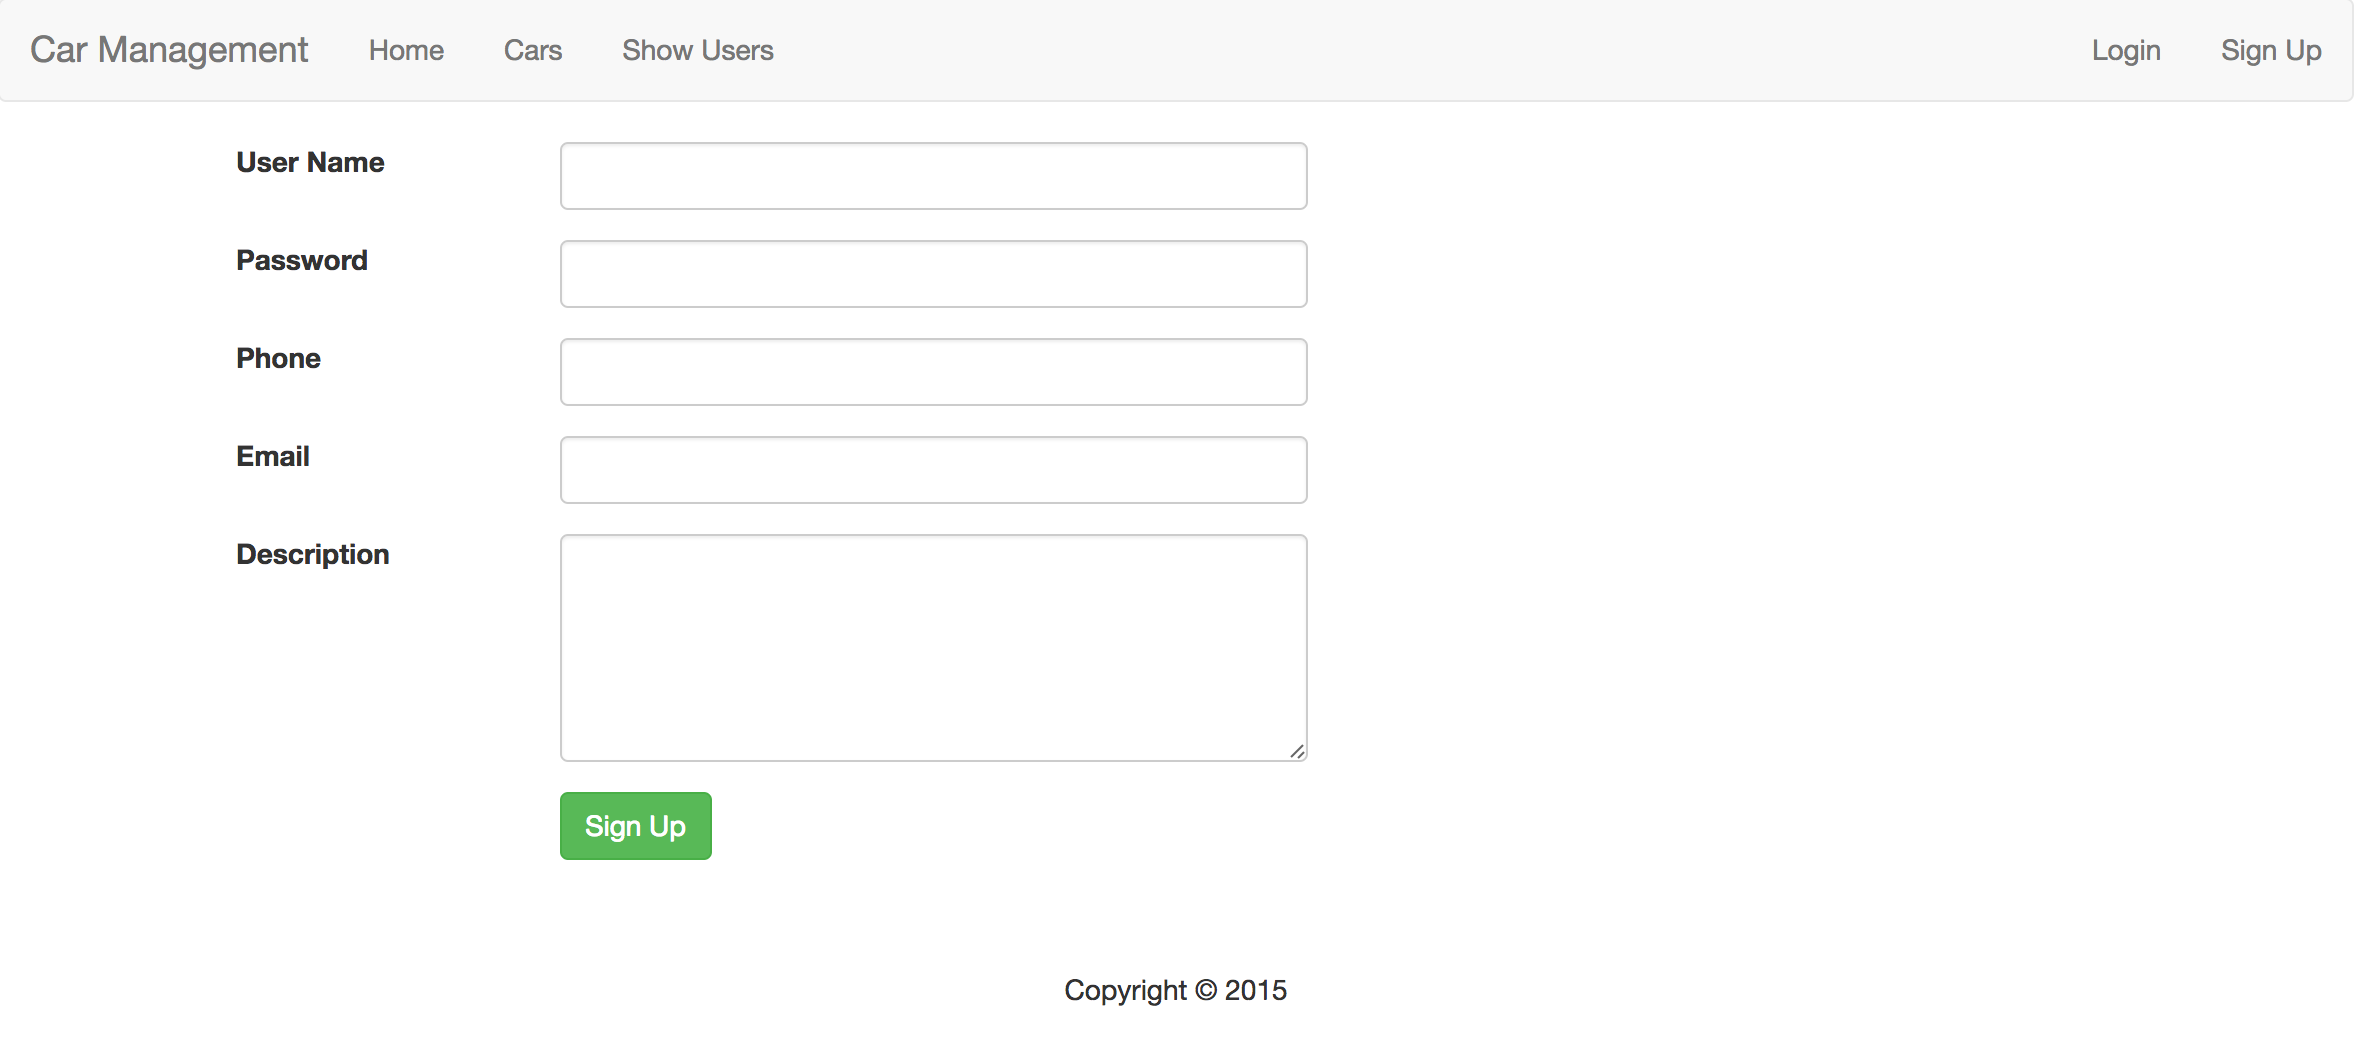 Car Management Home Cars Show Users Login Sign Up
User Name
Password
Phone
Email
Description
Sign Up
Copyright © 2015